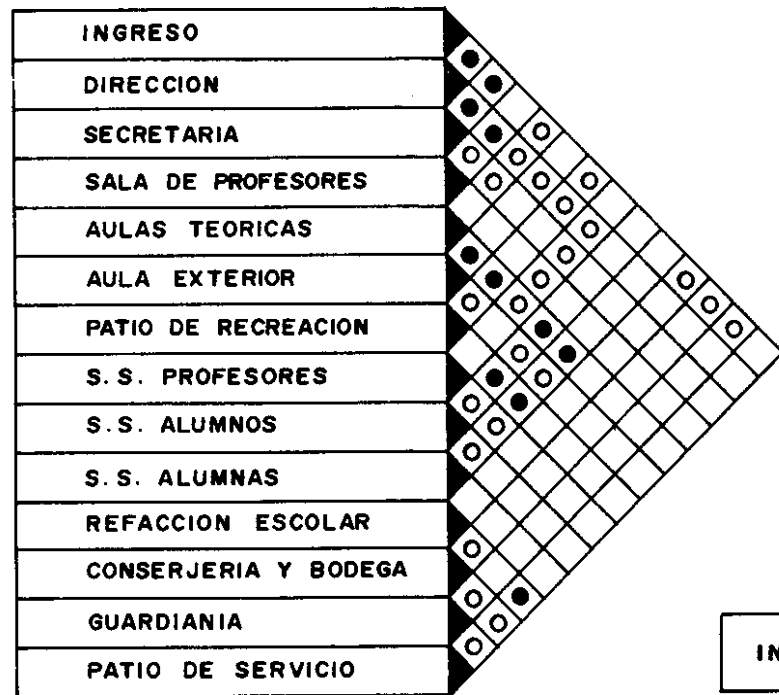 INGRESO
DIRECCION
SECRETARIA
SALA DE PROFESORES
AULAS TEORICAS
AULA EXTERIOR
PATIO DE RECREACION
S.S. PROFESORES
S.S. ALUMNOS
S.S. ALUMNAS
REFACCION ESCOLAR
CONSERJERIA Y BODEGA
GUARDIANIA
PATIO DE SERVICIO
IN